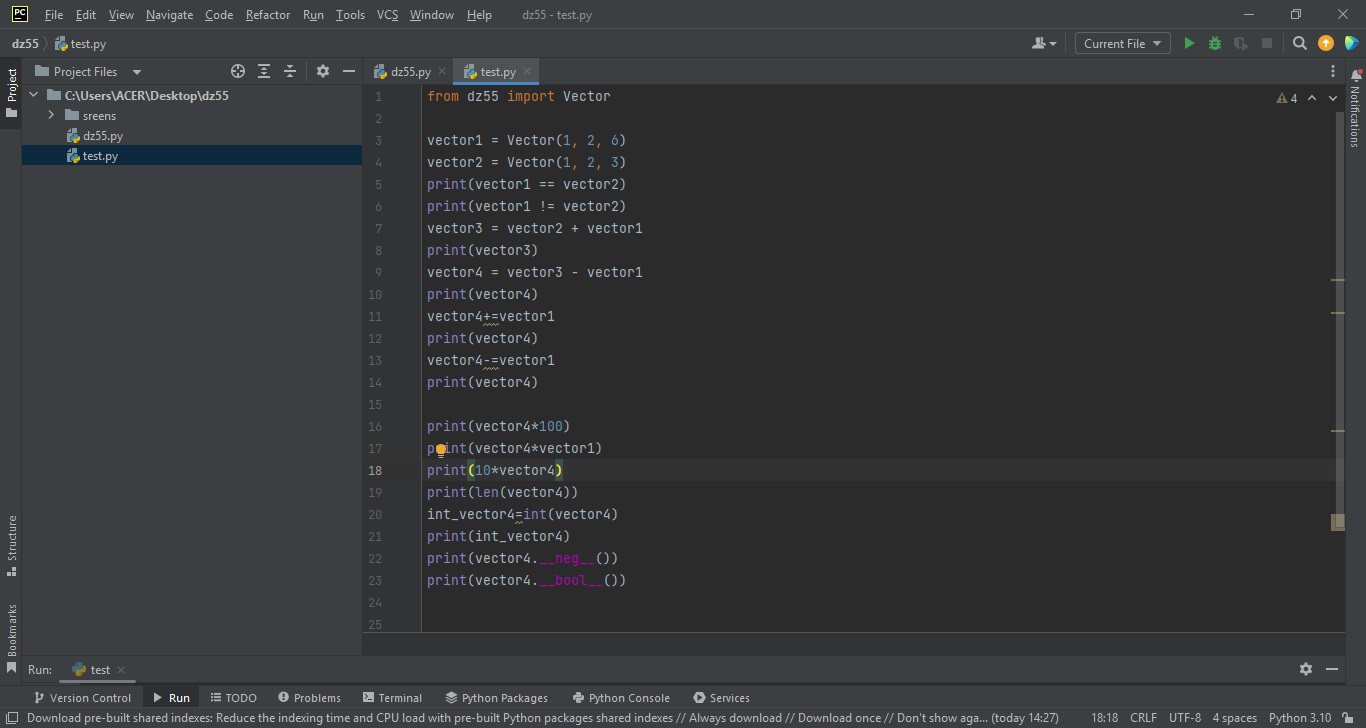 PC File Edit View Navigate Code Refactor Run Tools VCS Window Help dz55 - test.py
dz55 test.py Current File
Project Project Files dz55.py test.py
C:\Users\ACER\Desktop\dz55
sreens
dz55.py
test.py
1 from dz55 import Vector 4
2
3 vector1 = Vector(1, 2, 6)
4 vector2 = Vector(1, 2, 3)
5 print(vector1 == vector2)
6 print(vector1 != vector2)
7 vector3 = vector2 + vector1
8 print(vector3)
9 vector4 = vector3 - vector1
10 print(vector4)
11 vector4+=vector1
12 print(vector4)
13 vector4-=vector1
14 print(vector4)
15
16 print(vector4*100)
17 print(vector4*vector1)
18 print(10*vector4)
19 print(len(vector4))
20 int_vector4=int(vector4)
21 print(int_vector4)
22 print(vector4.__neg__())
23 print(vector4.__bool__())
24
25
Notifications
Structure
Bookmarks
Run: test
Version Control Run TODO Problems Terminal Python Packages Python Console Services
Download pre-built shared indexes: Reduce the indexing time and CPU load with pre-built Python packages shared indexes // Always download // Download once // Don't show aga... (today 14:27) 18:18 CRLF UTF-8 4 spaces Python 3.10